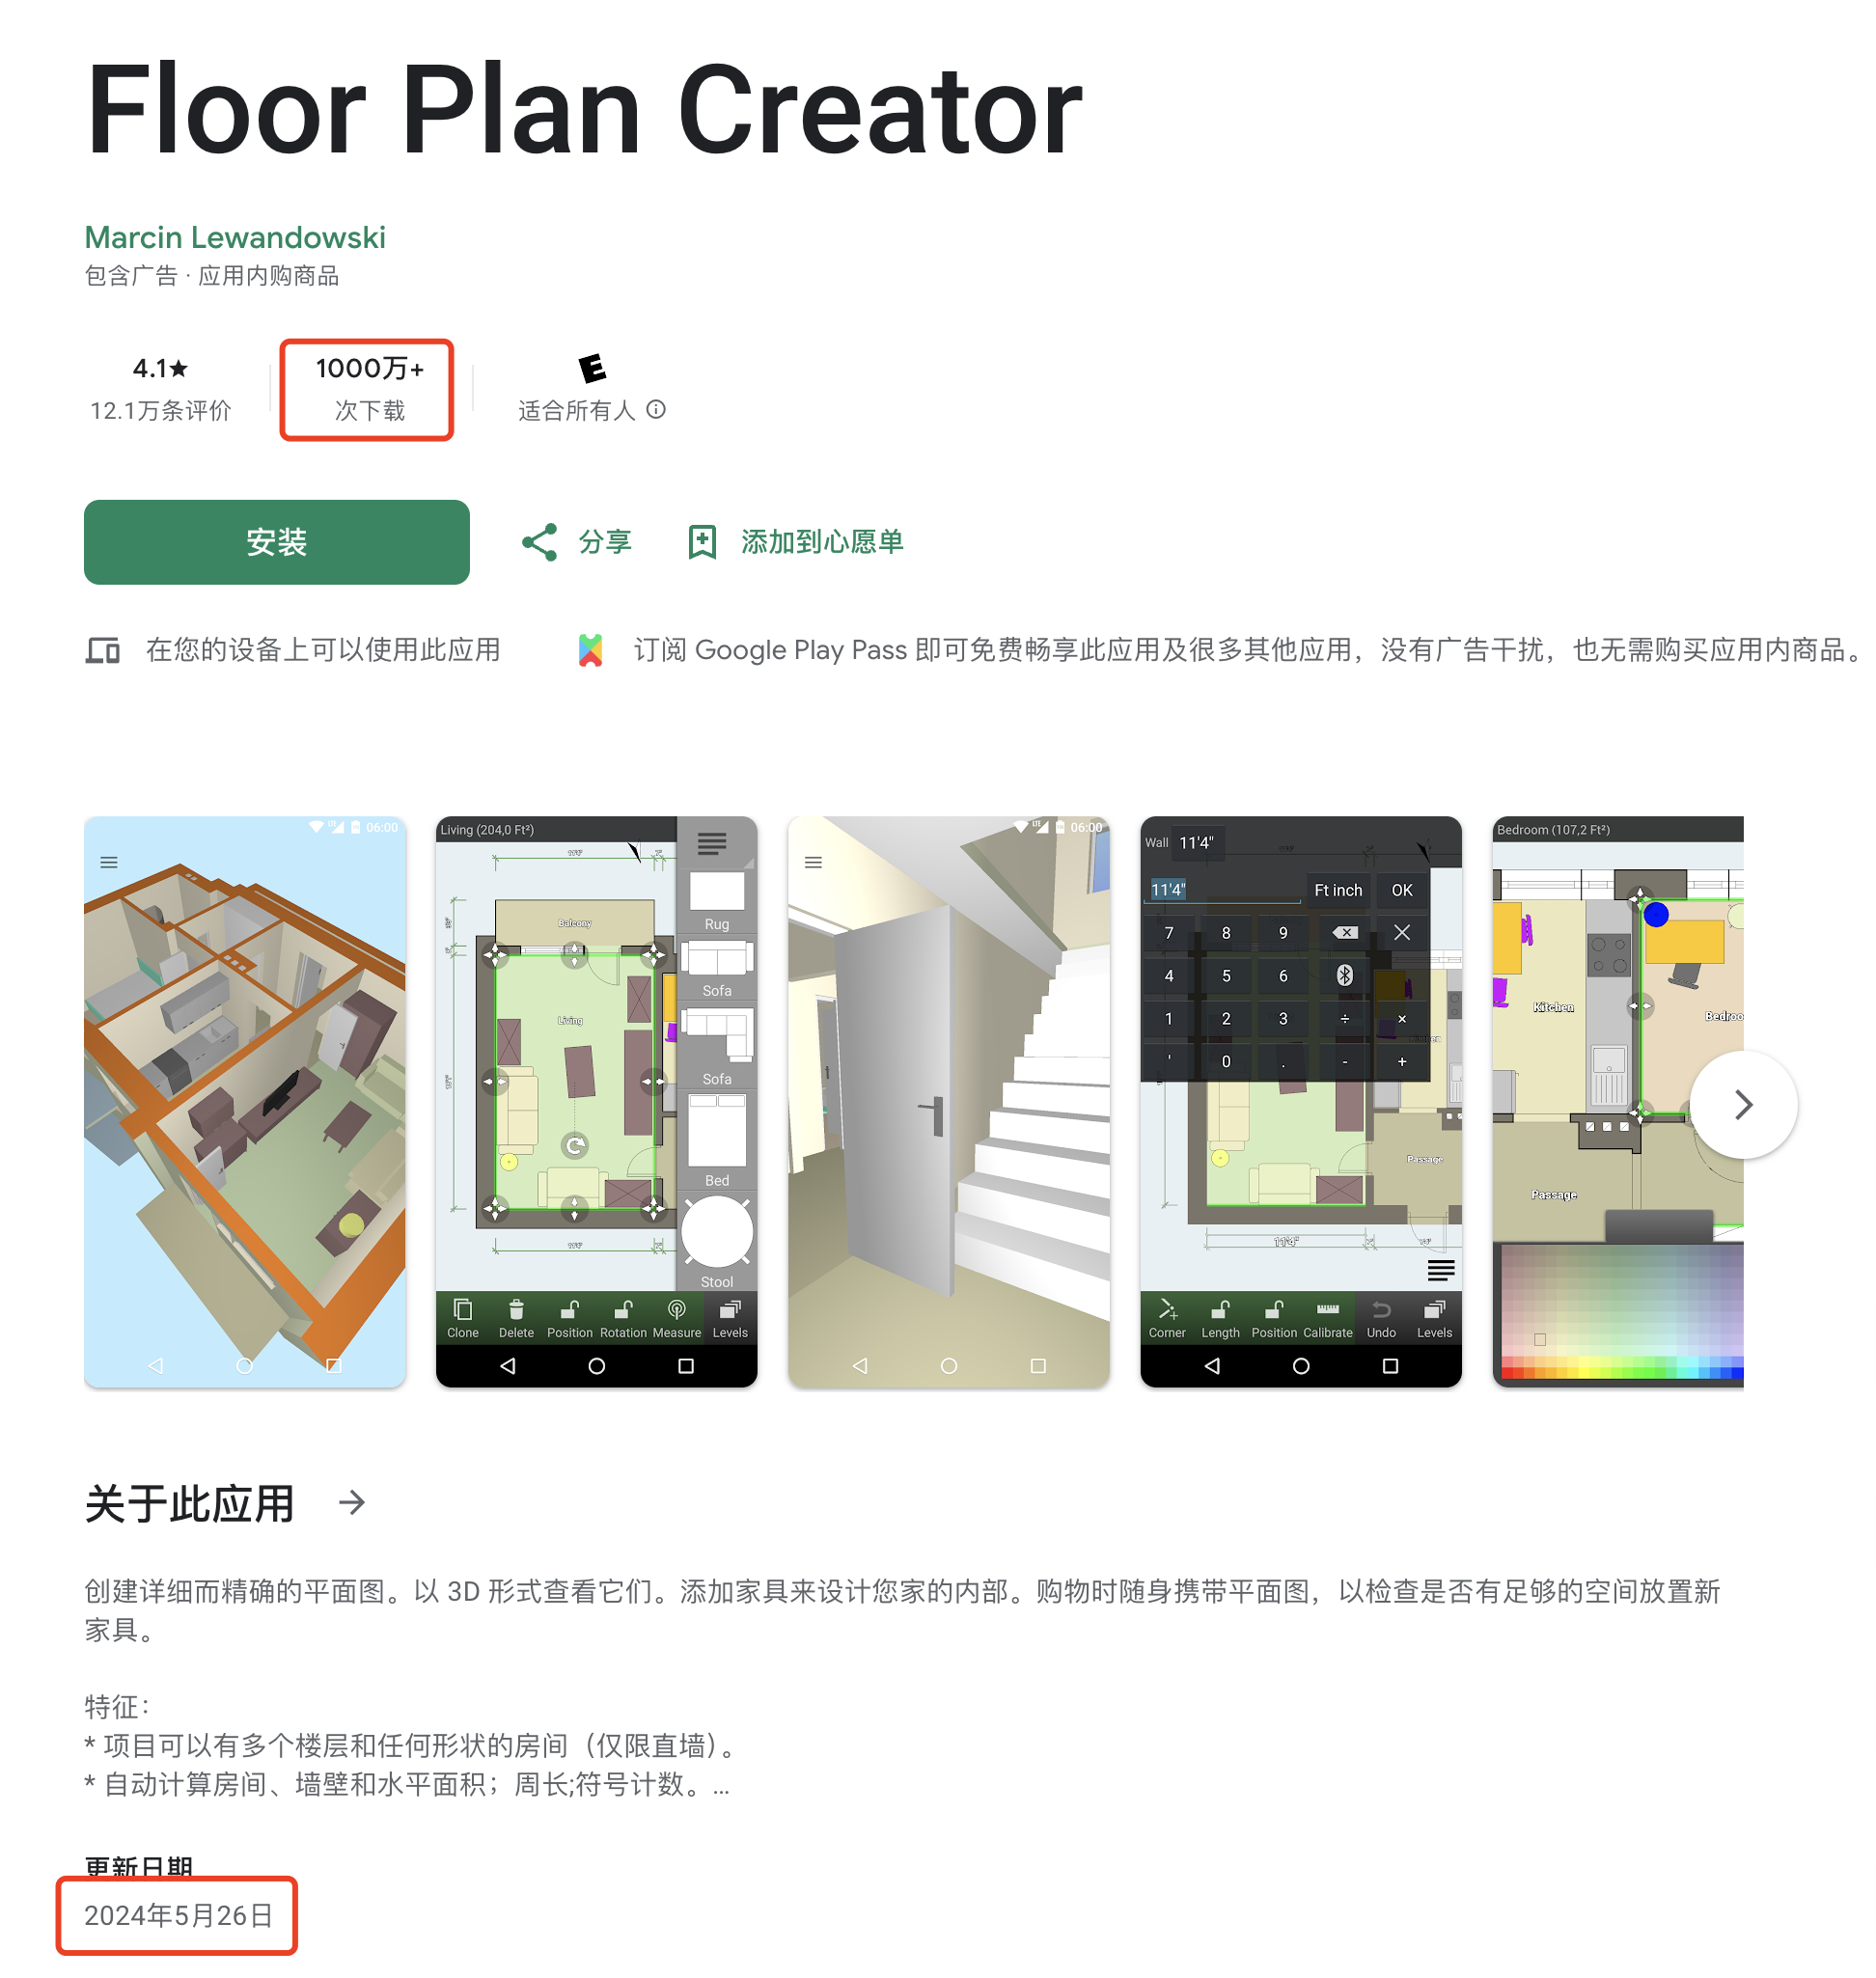 Floor Plan Creator
Marcin Lewandowski
包含广告 · 应用内购商品
4.1★
12.1万条评价
1000万+
次下载
E
适合所有人
安装
分享
添加到心愿单
在您的设备上可以使用此应用
订阅 Google Play Pass 即可免费畅享此应用及很多其他应用，没有广告干扰，也无需购买应用内商品。
LTE 06:00
Living (204,0 Ft²)
11'4"
Balcony
Living
Rug
Sofa
Sofa
Bed
Stool
11'4"
Clone Delete Position Rotation Measure Levels
LTE 06:00
Wall 11'4"
11'4" Ft inch OK
7 8 9
4 5 6
1 2 3 ÷ ×
' 0 . - +
Passage
11'4"
Corner Length Position Calibrate Undo Levels
Bedroom (107,2 Ft²)
Kitchen
Bedroo
Passage
关于此应用
创建详细而精确的平面图。以 3D 形式查看它们。添加家具来设计您家的内部。购物时随身携带平面图，以检查是否有足够的空间放置新
家具。
特征：
* 项目可以有多个楼层和任何形状的房间（仅限直墙）。
* 自动计算房间、墙壁和水平面积；周长;符号计数。...
更新日期
2024年5月26日